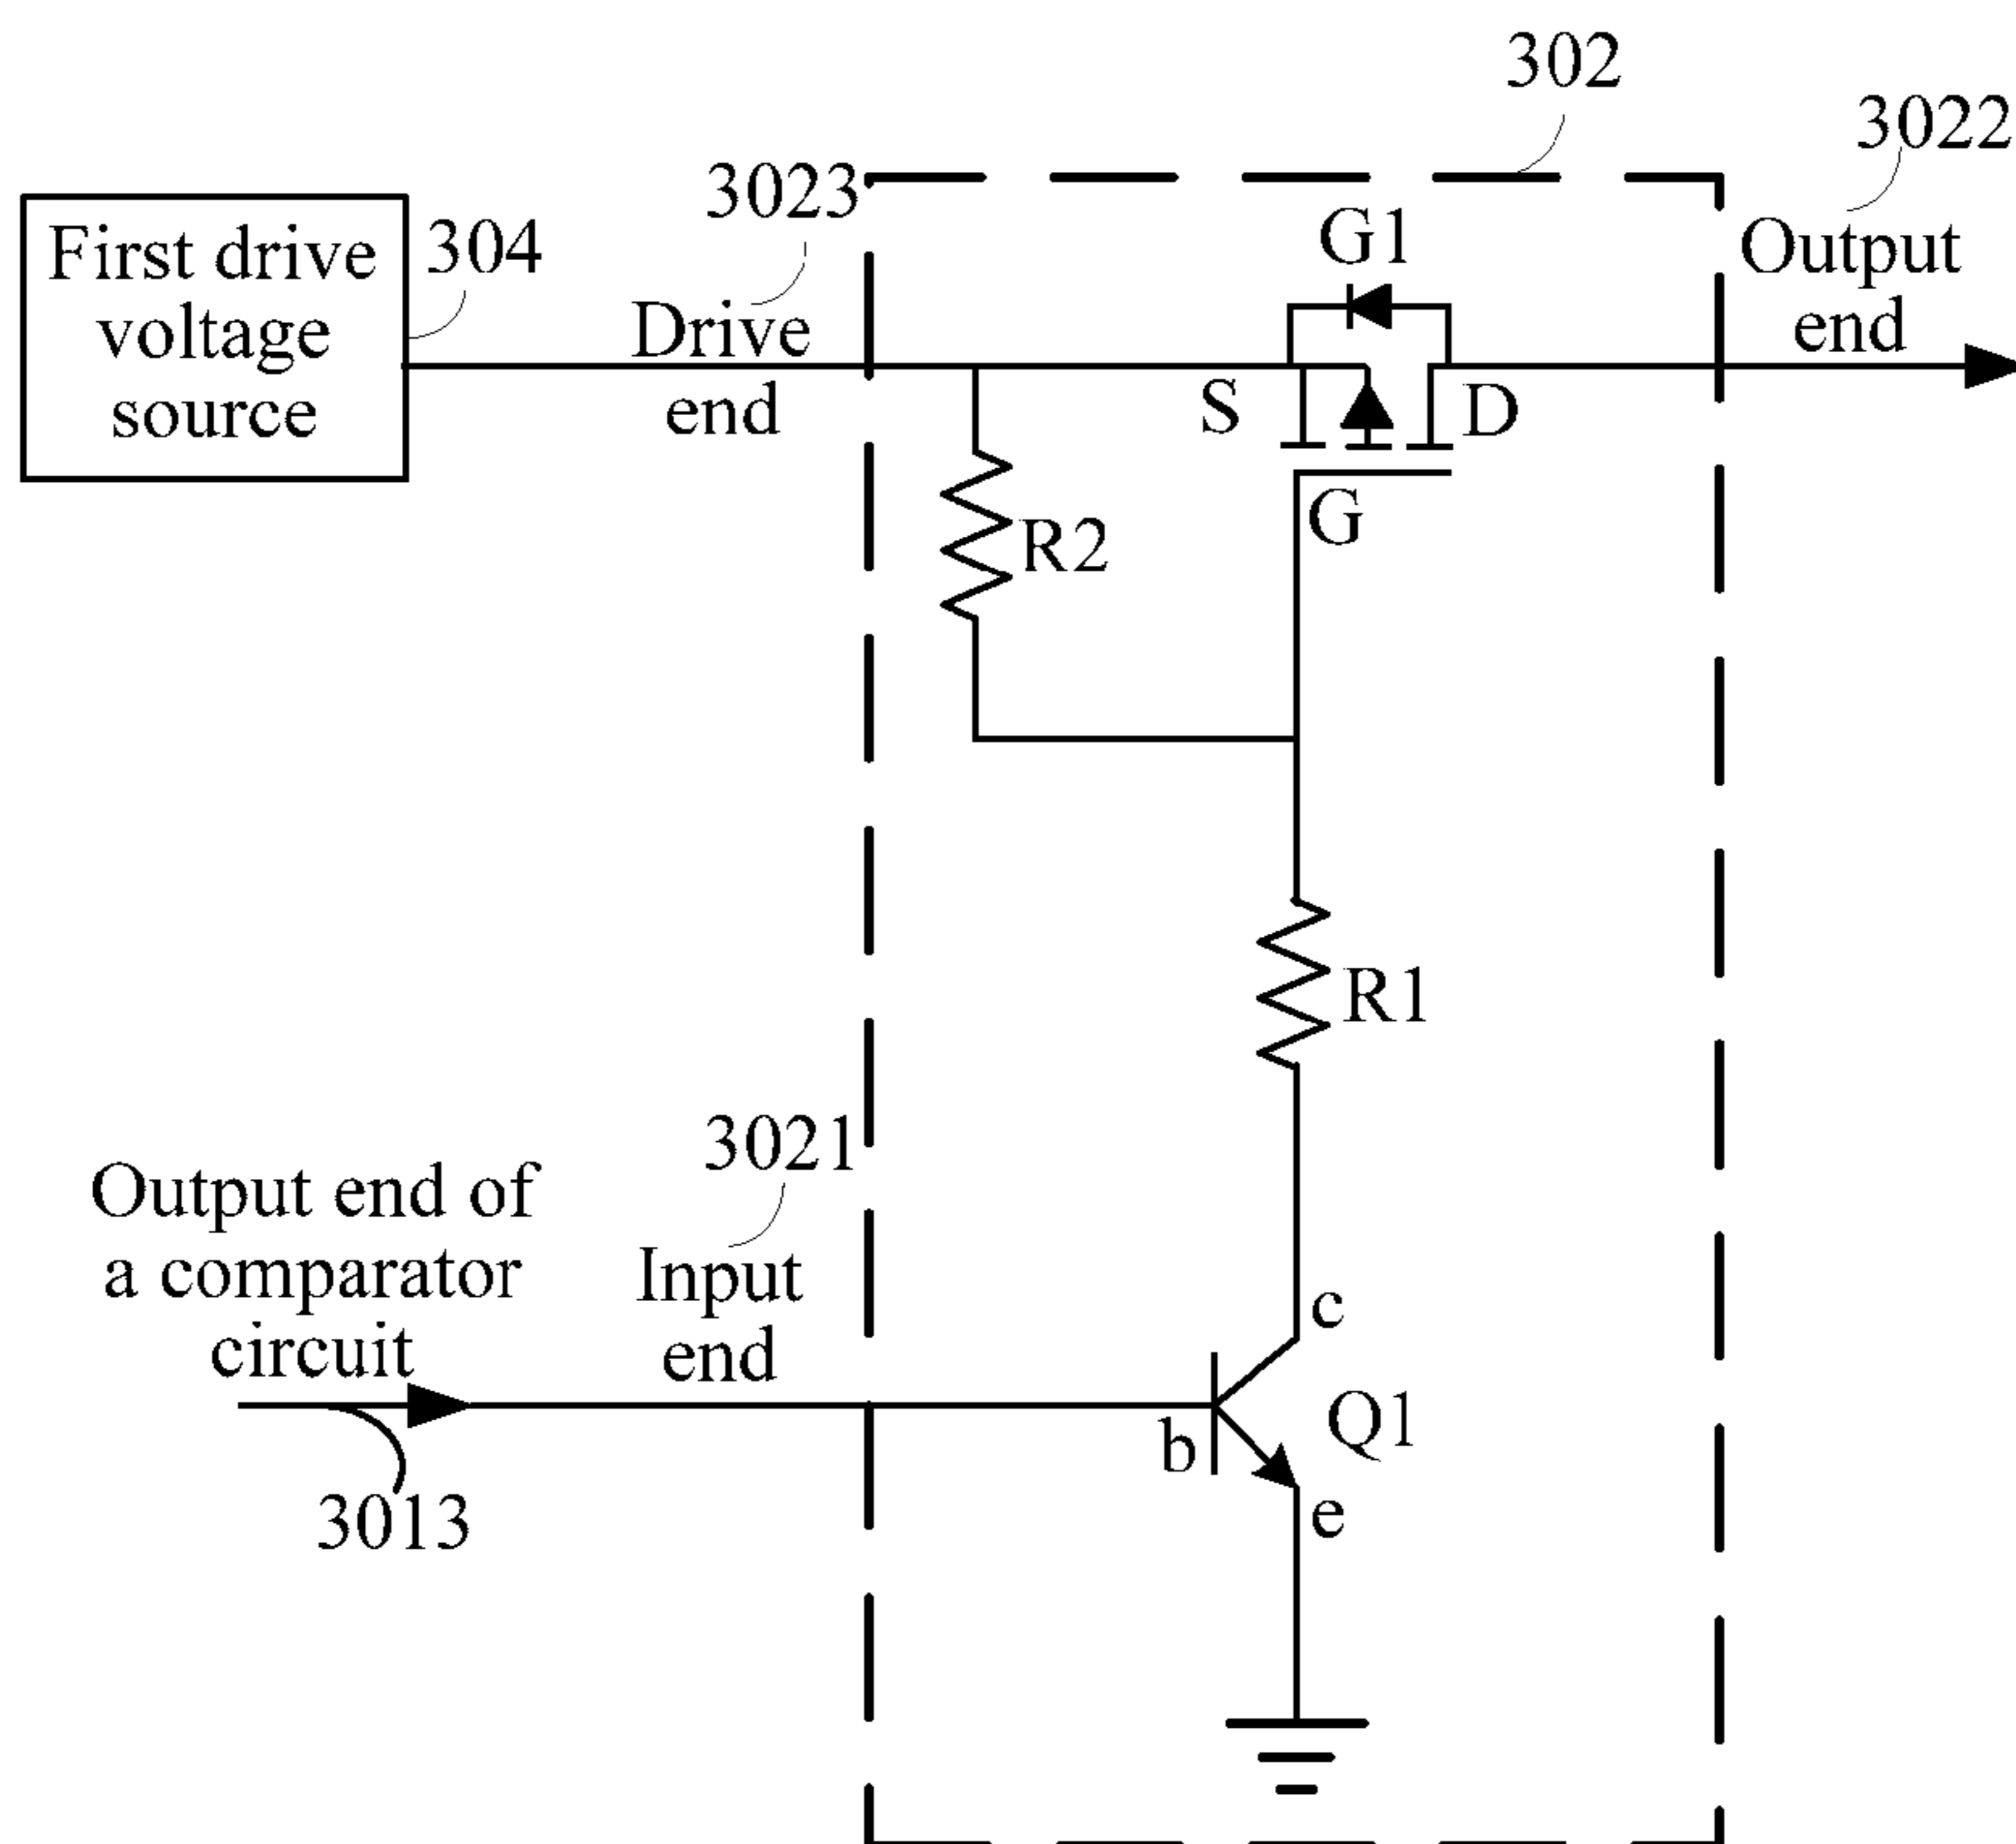 302
3022
3023
First drive
voltage
source
304
Drive
end
G1
Output
end
S
D
G
R2
R1
3021
Output end of
a comparator
circuit
Input
end
c
b
Q1
e
3013